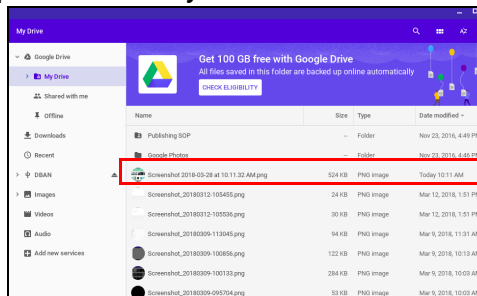 My Drive
Google Drive
My Drive
Shared with me
Offline
Downloads
Recent
DBAN
Images
Videos
Audio
Add new services
Get 100 GB free with Google Drive
All files saved in this folder are backed up online automatically
CHECK ELIGIBILITY
Name Size Type Date modified
Publishing SOP -- Folder Nov 23, 2016, 4:49 PM
Google Photos -- Folder Nov 23, 2016, 4:46 PM
Screenshot 2018-03-28 at 10.11.32 AM.png 524 KB PNG image Today 10:11 AM
Screenshot_20180312-105455.png 24 KB PNG image Mar 12, 2018, 1:51 PM
Screenshot_20180312-105536.png 30 KB PNG image Mar 12, 2018, 1:51 PM
Screenshot_20180309-113045.png 94 KB PNG image Mar 9, 2018, 11:31 AM
Screenshot_20180309-100856.png 122 KB PNG image Mar 9, 2018, 10:13 AM
Screenshot_20180309-100133.png 284 KB PNG image Mar 9, 2018, 10:03 AM
Screenshot_20180309-095704.png 53 KB PNG image Mar 9, 2018, 10:03 AM